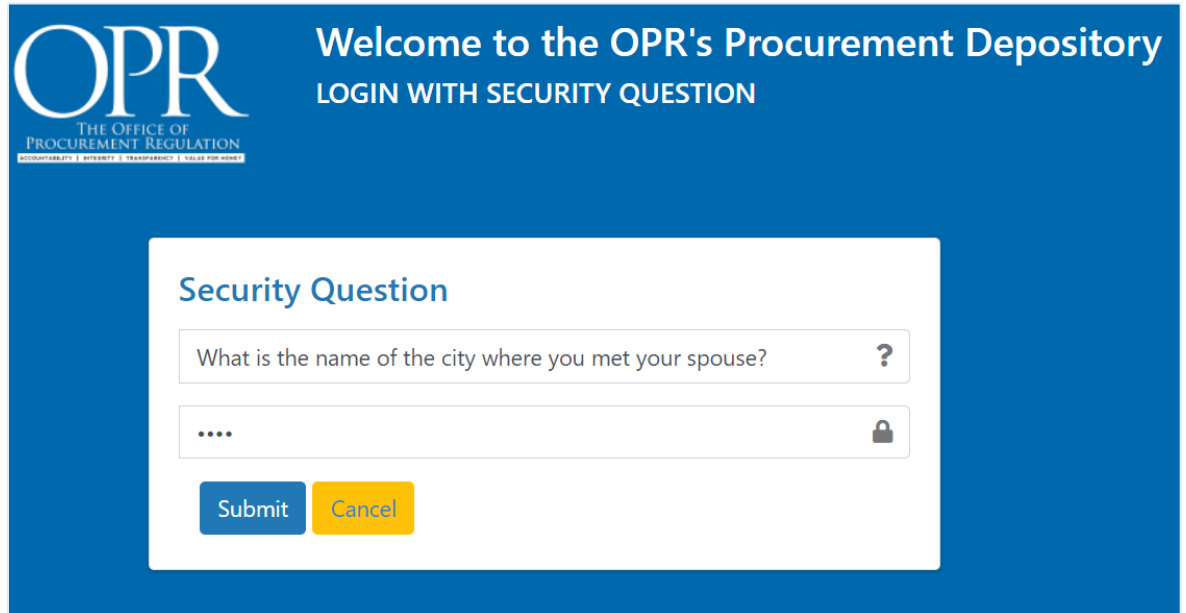 OPR
THE OFFICE OF
PROCUREMENT REGULATION
ACCOUNTABILITY | INTEGRITY | TRANSPARENCY | VALUE FOR MONEY
Welcome to the OPR's Procurement Depository
LOGIN WITH SECURITY QUESTION
Security Question
What is the name of the city where you met your spouse? ?
••••
Submit Cancel